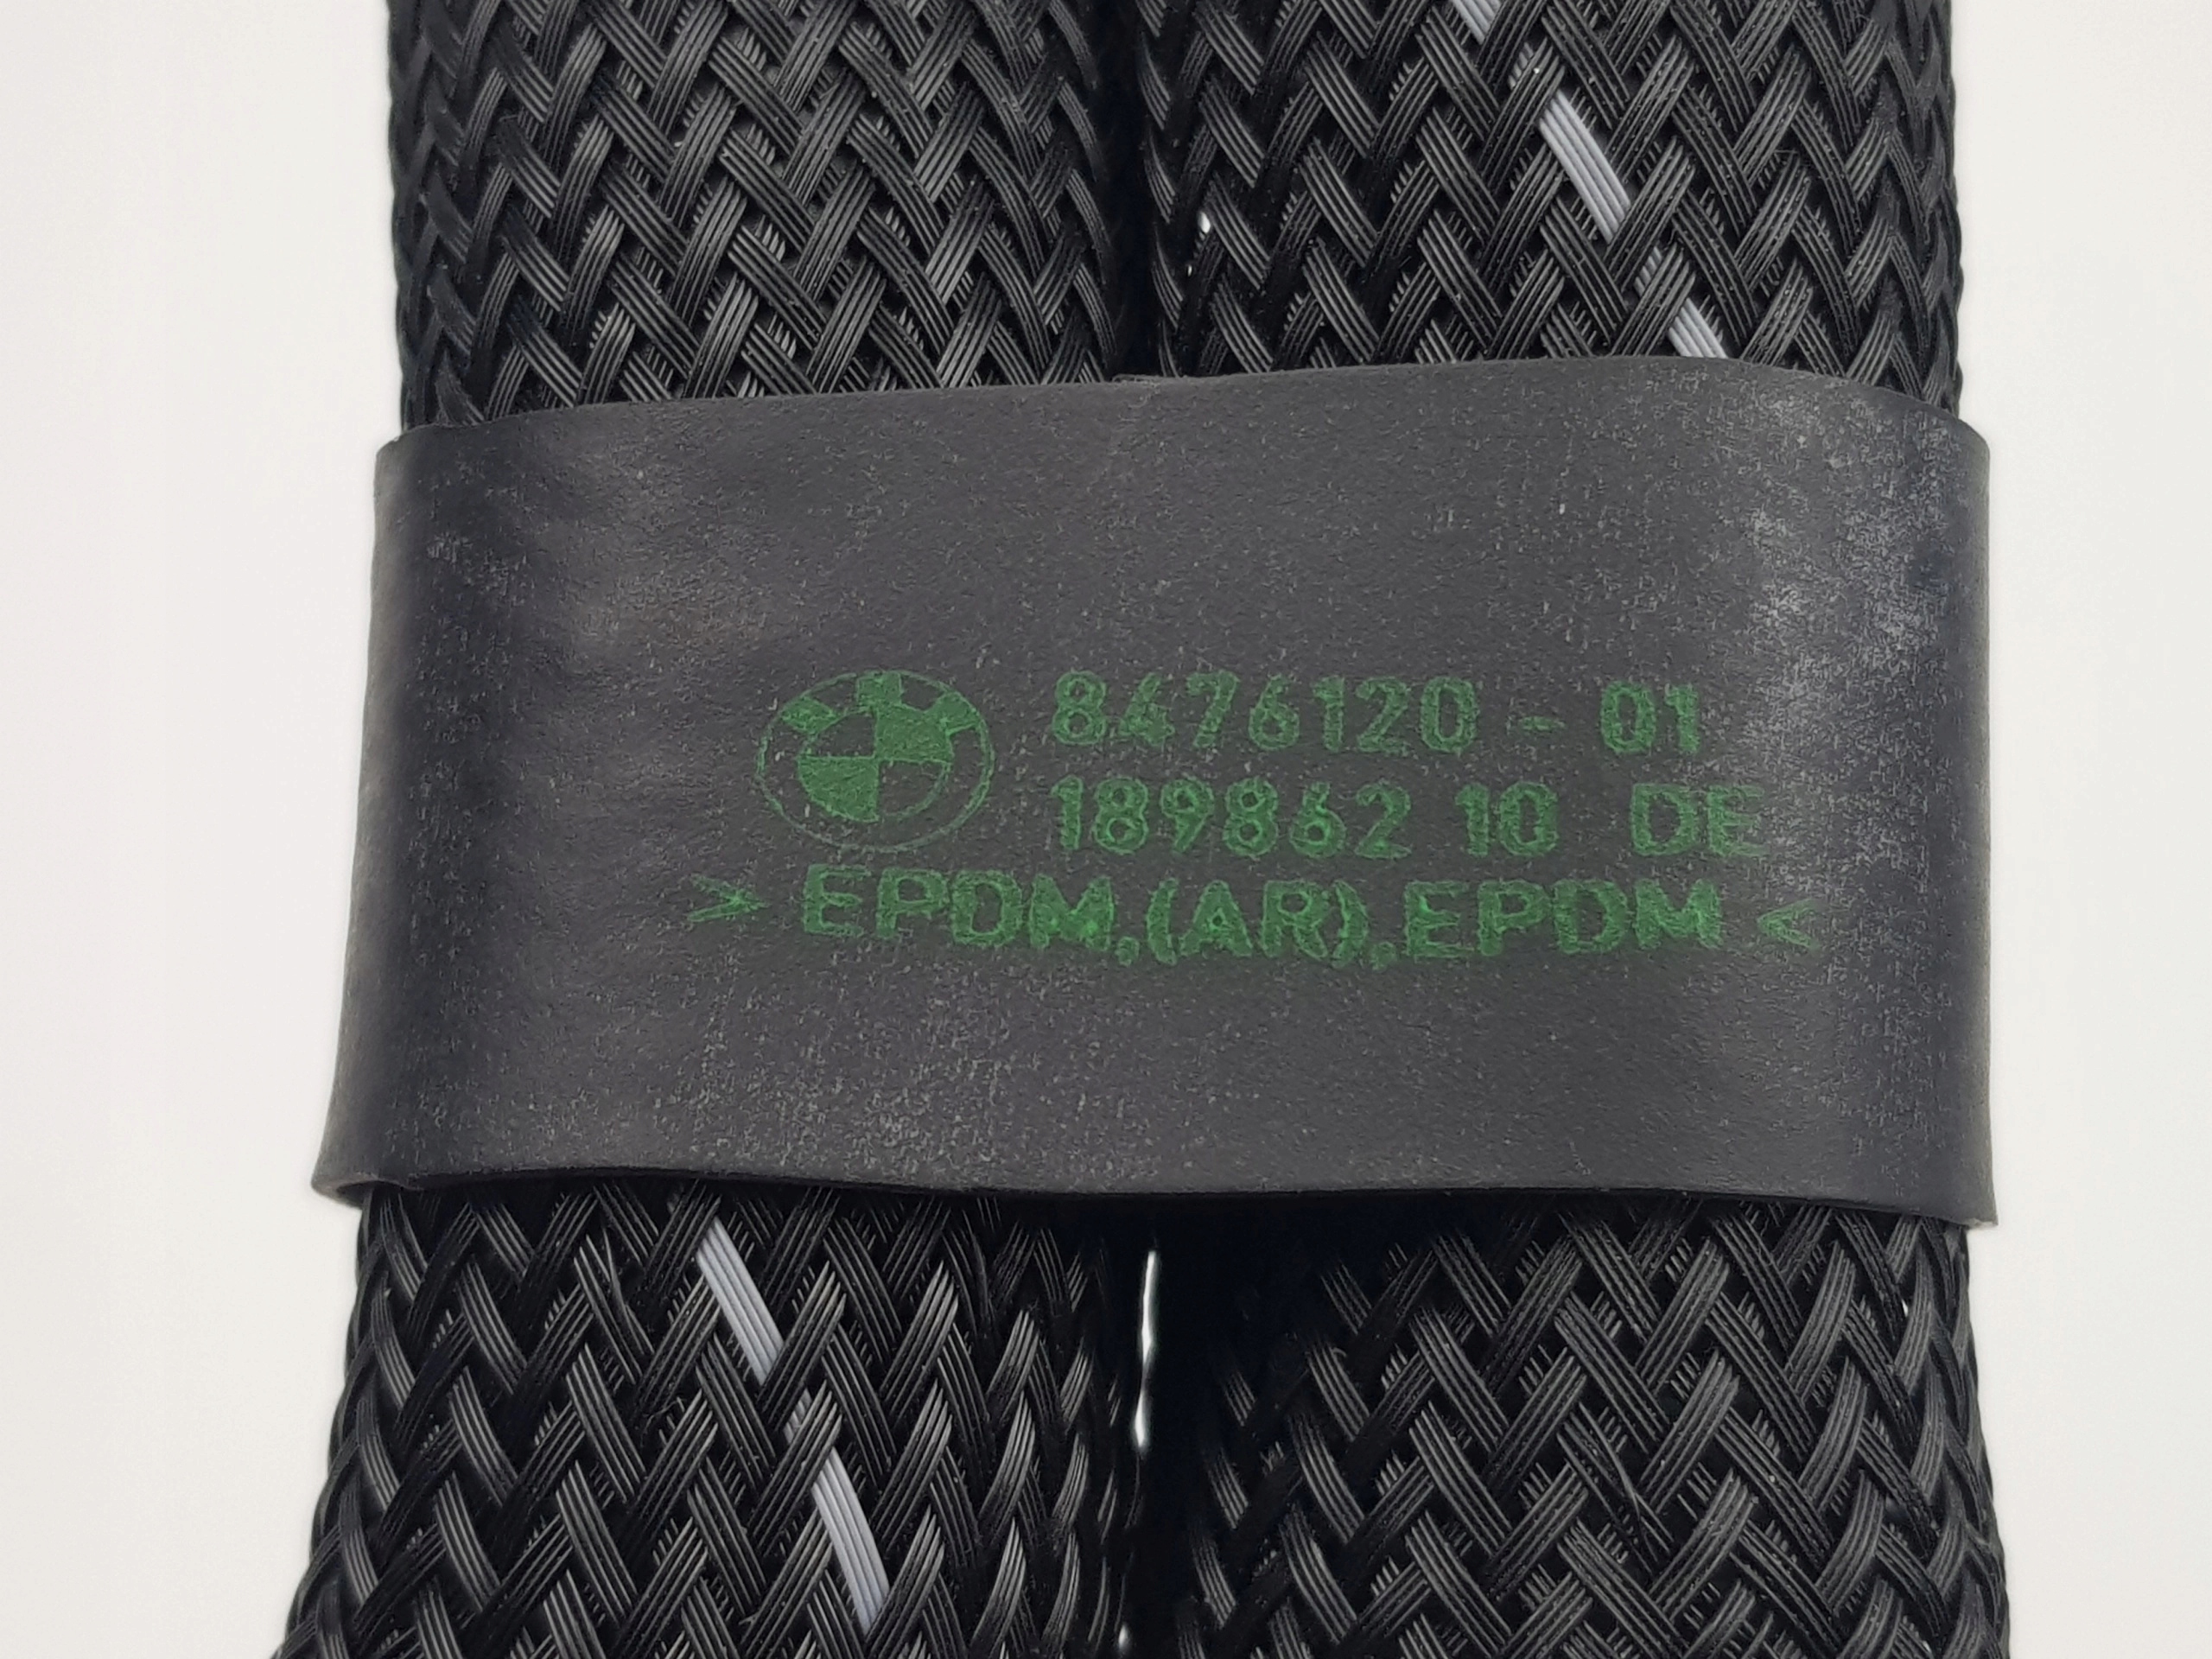 8476120 - 01
189862 10 DE
> EPDM,(AR),EPDM <